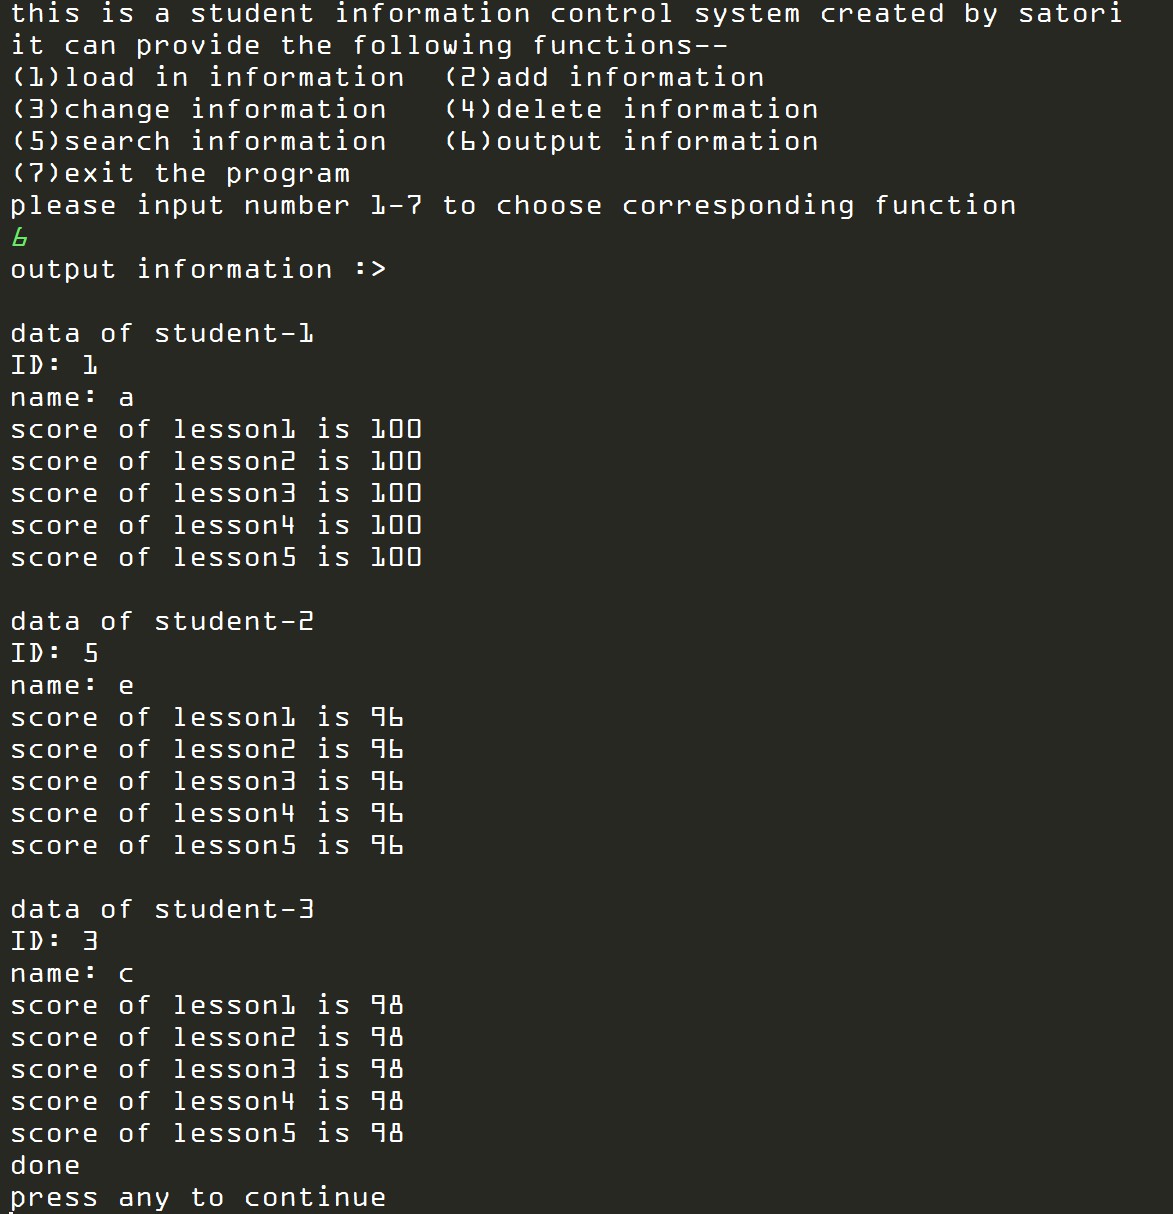 this is a student information control system created by satori
it can provide the following functions--
(1)load in information  (2)add information
(3)change information   (4)delete information
(5)search information   (6)output information
(7)exit the program
please input number 1-7 to choose corresponding function
6
output information :>

data of student-1
ID: 1
name: a
score of lesson1 is 100
score of lesson2 is 100
score of lesson3 is 100
score of lesson4 is 100
score of lesson5 is 100

data of student-2
ID: 5
name: e
score of lesson1 is 96
score of lesson2 is 96
score of lesson3 is 96
score of lesson4 is 96
score of lesson5 is 96

data of student-3
ID: 3
name: c
score of lesson1 is 98
score of lesson2 is 98
score of lesson3 is 98
score of lesson4 is 98
score of lesson5 is 98
done
press any to continue